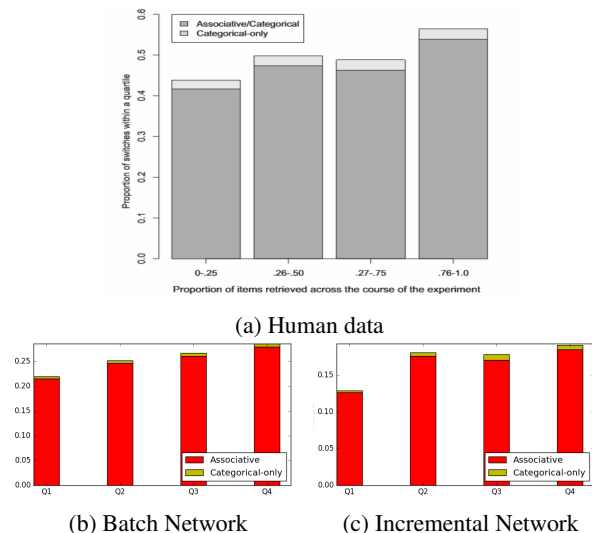 0.6
0.5
0.4
0.3
0.2
0.1
0.0
Proportion of switches within a quartile
Associative/Categorical
Categorical-only
0-.25
.26-.50
.27-.75
.76-1.0
Proportion of items retrieved across the course of the experiment
(a) Human data
0.25
0.20
0.15
0.10
0.05
0.00
Associative
Categorical-only
Q1
Q2
Q3
Q4
(b) Batch Network
0.15
0.10
0.05
0.00
Associative
Categorical-only
Q1
Q2
Q3
Q4
(c) Incremental Network